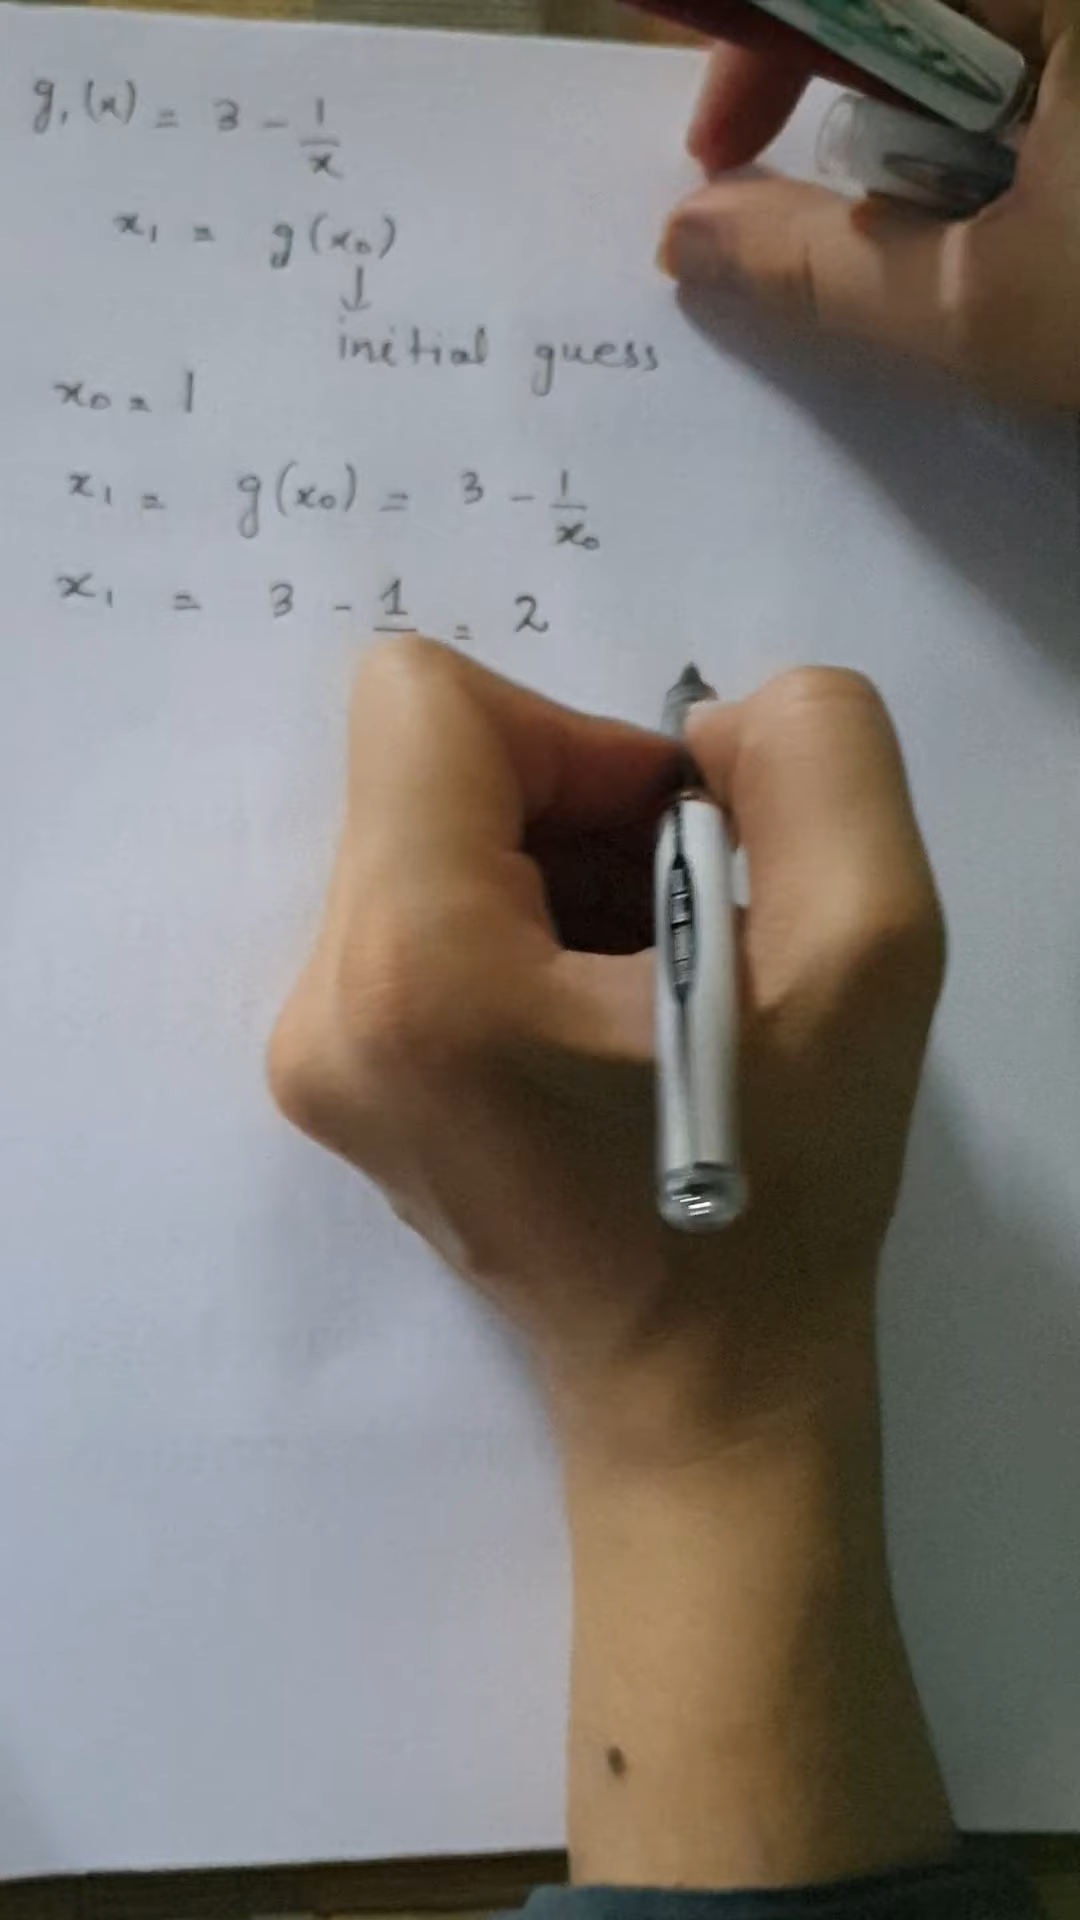 g₁(x) = 3 - 1/x
x₁ = g(x₀)
↓
initial guess
x₀ = 1
x₁ = g(x₀) = 3 - 1/x₀
x₁ = 3 - 1/ = 2